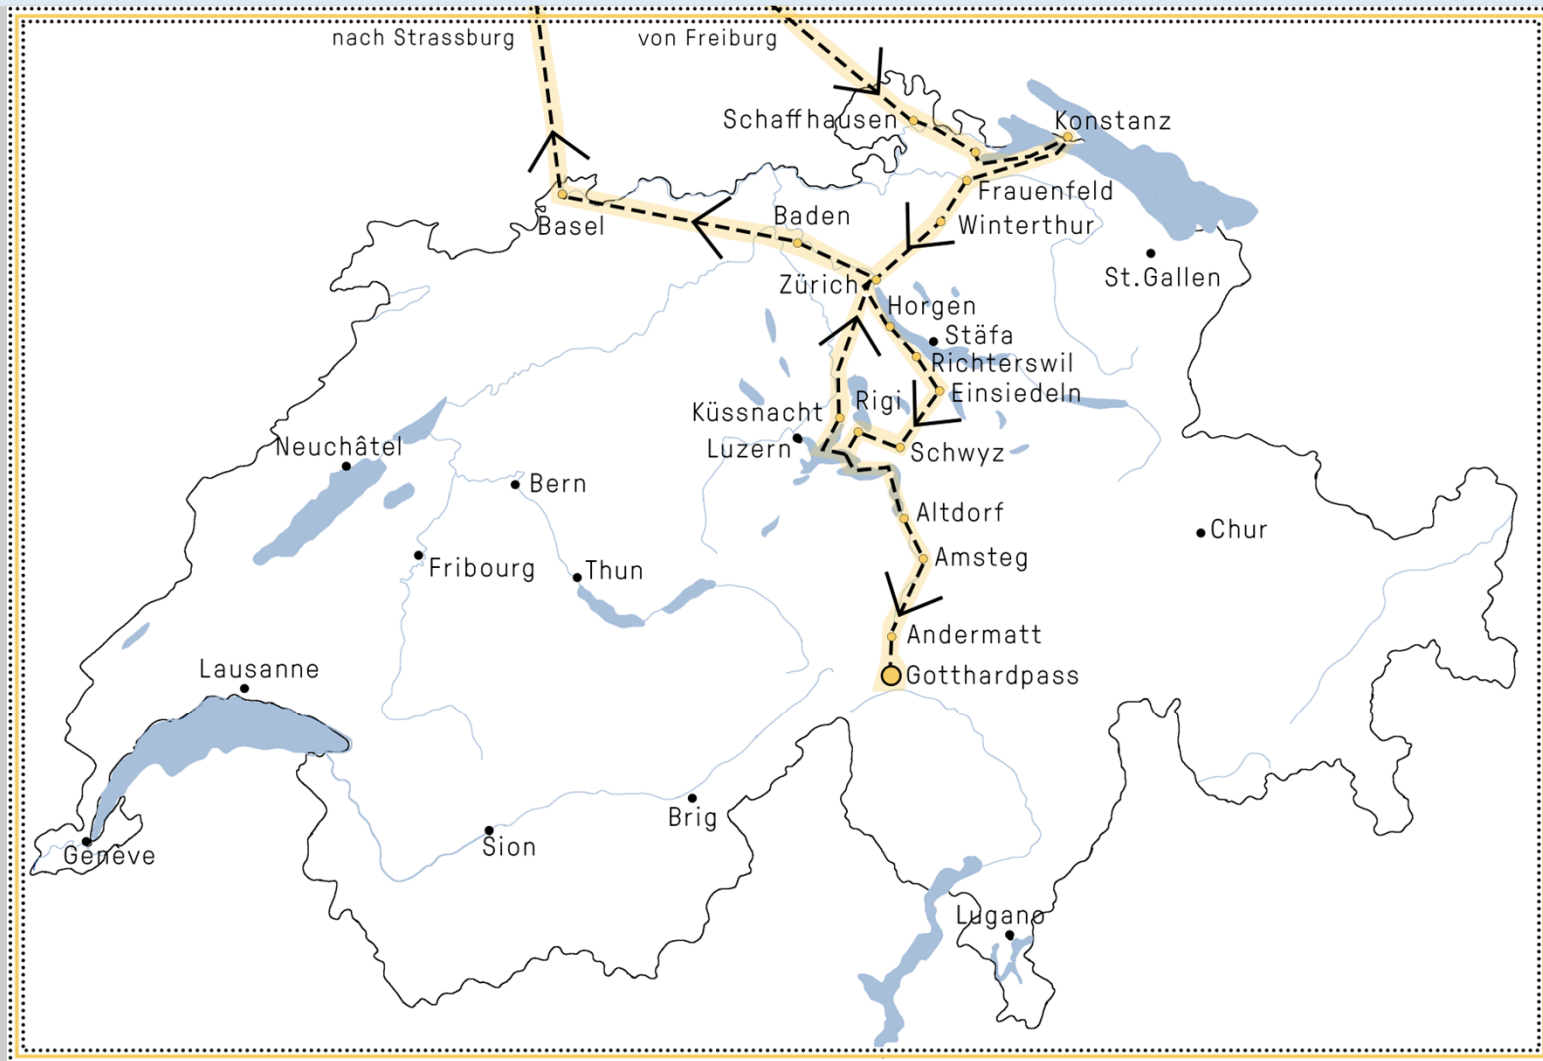 nach Strassburg
von Freiburg
Schaffhausen
Konstanz
Frauenfeld
Basel
Baden
Winterthur
St.Gallen
Zürich
Horgen
Stäfa
Richterswil
Einsiedeln
Rigi
Küssnacht
Luzern
Schwyz
Neuchâtel
Bern
Altdorf
Chur
Fribourg
Thun
Amsteg
Andermatt
Gotthardpass
Lausanne
Brig
Sion
Genève
Lugano